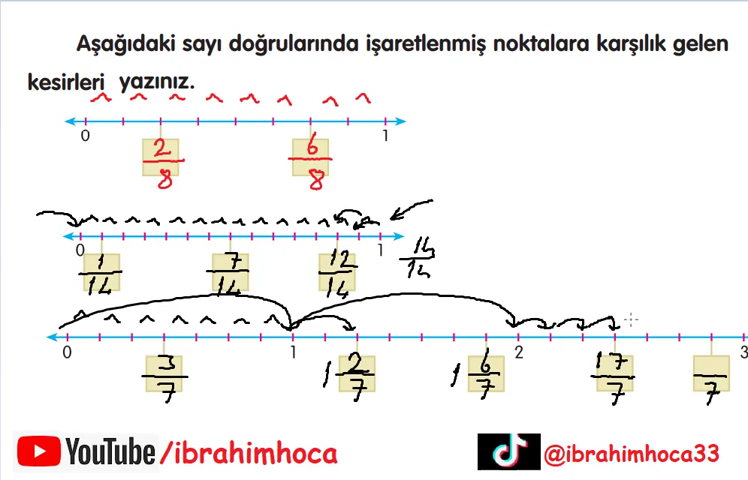 Aşağıdaki sayı doğrularında işaretlenmiş noktalara karşılık gelen
kesirleri yazınız.
0 1
2/8 6/8
0 1
1/14 7/14 12/14 14/14
0 1 2 3
3/7 1 2/7 1 6/7 17/7 /7
YouTube /ibrahimhoca @ibrahimhoca33